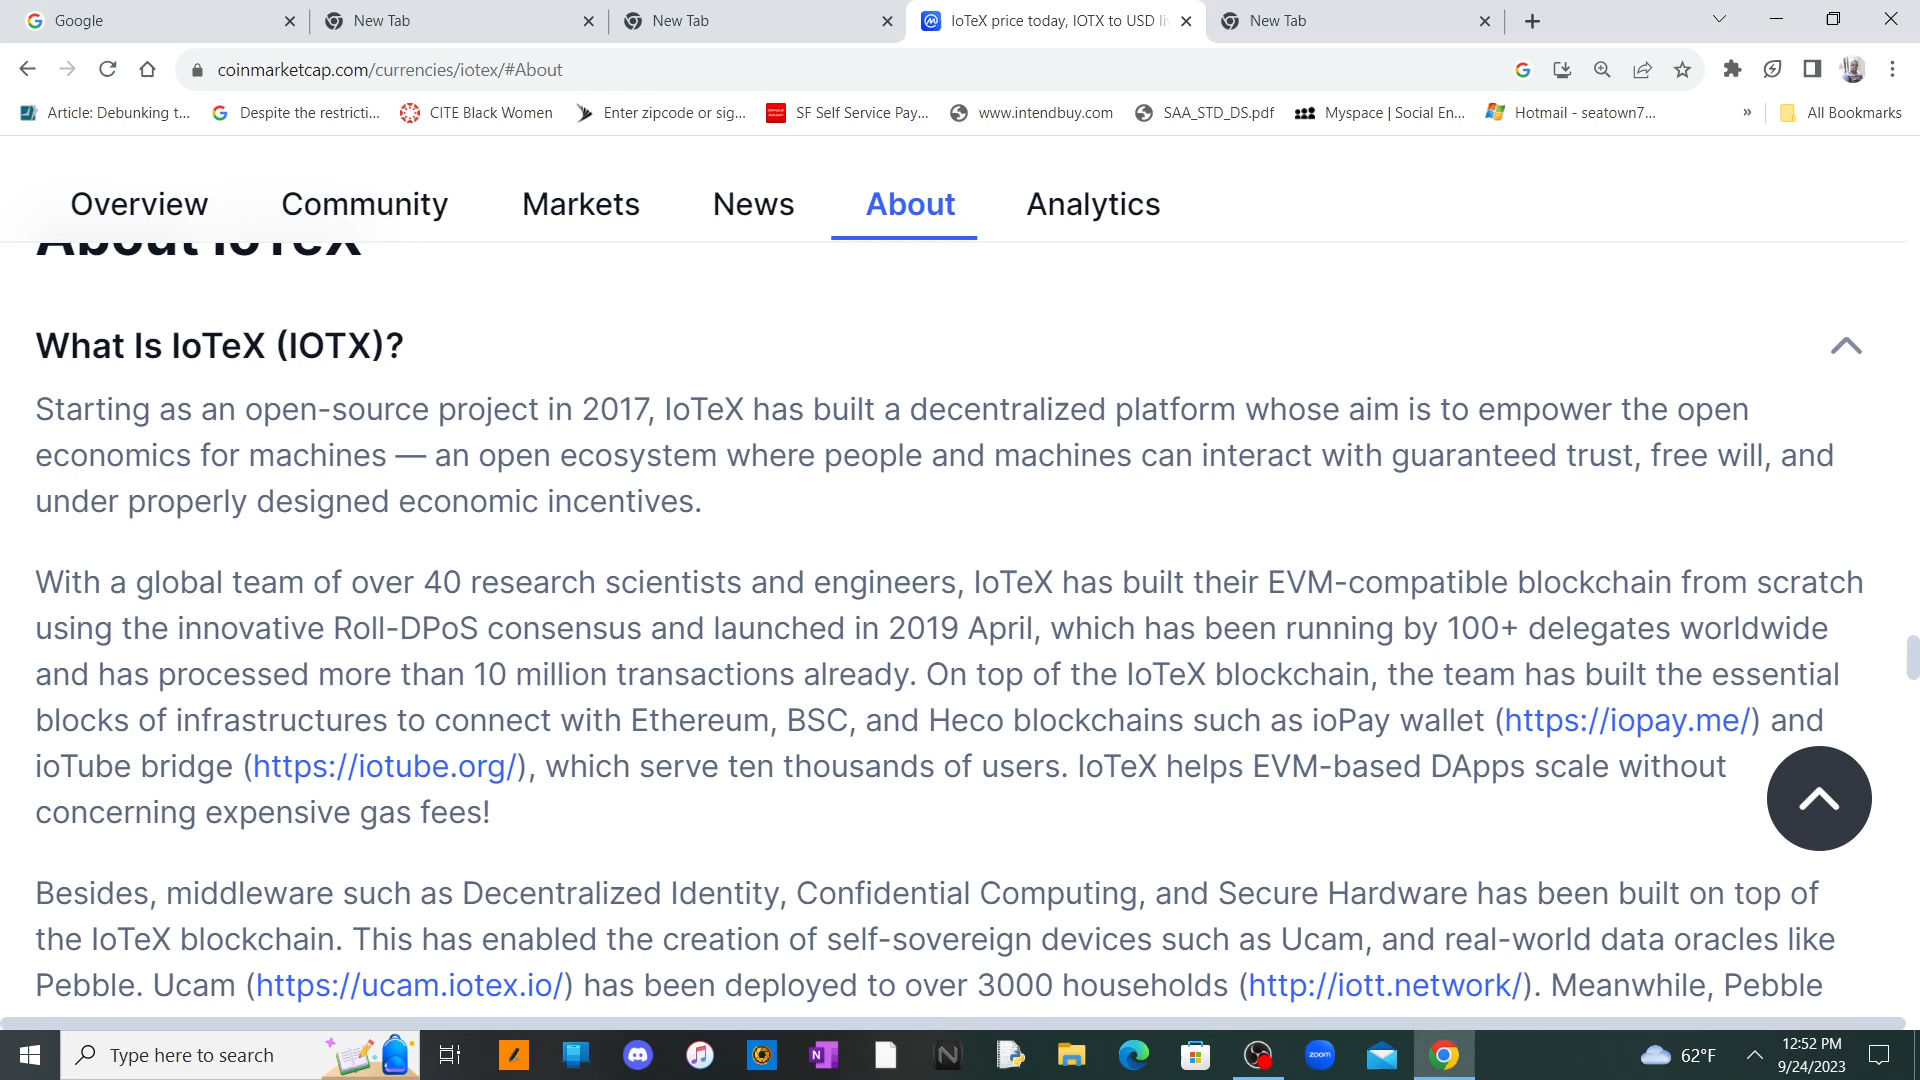 Google
New Tab
New Tab
IoTeX price today, IOTX to USD li
New Tab
coinmarketcap.com/currencies/iotex/#About
Article: Debunking t...
Despite the restricti...
CITE Black Women
Enter zipcode or sig...
SF Self Service Pay...
www.intendbuy.com
SAA_STD_DS.pdf
Myspace | Social En...
Hotmail - seatown7...
»
All Bookmarks
Overview
Community
Markets
News
About
Analytics
About IoTeX
What Is IoTeX (IOTX)?
Starting as an open-source project in 2017, IoTeX has built a decentralized platform whose aim is to empower the open
economics for machines — an open ecosystem where people and machines can interact with guaranteed trust, free will, and
under properly designed economic incentives.
With a global team of over 40 research scientists and engineers, IoTeX has built their EVM-compatible blockchain from scratch
using the innovative Roll-DPoS consensus and launched in 2019 April, which has been running by 100+ delegates worldwide
and has processed more than 10 million transactions already. On top of the IoTeX blockchain, the team has built the essential
blocks of infrastructures to connect with Ethereum, BSC, and Heco blockchains such as ioPay wallet (https://iopay.me/) and
ioTube bridge (https://iotube.org/), which serve ten thousands of users. IoTeX helps EVM-based DApps scale without
concerning expensive gas fees!
Besides, middleware such as Decentralized Identity, Confidential Computing, and Secure Hardware has been built on top of
the IoTeX blockchain. This has enabled the creation of self-sovereign devices such as Ucam, and real-world data oracles like
Pebble. Ucam (https://ucam.iotex.io/) has been deployed to over 3000 households (http://iott.network/). Meanwhile, Pebble
Type here to search
zoom
62°F
12:52 PM
9/24/2023